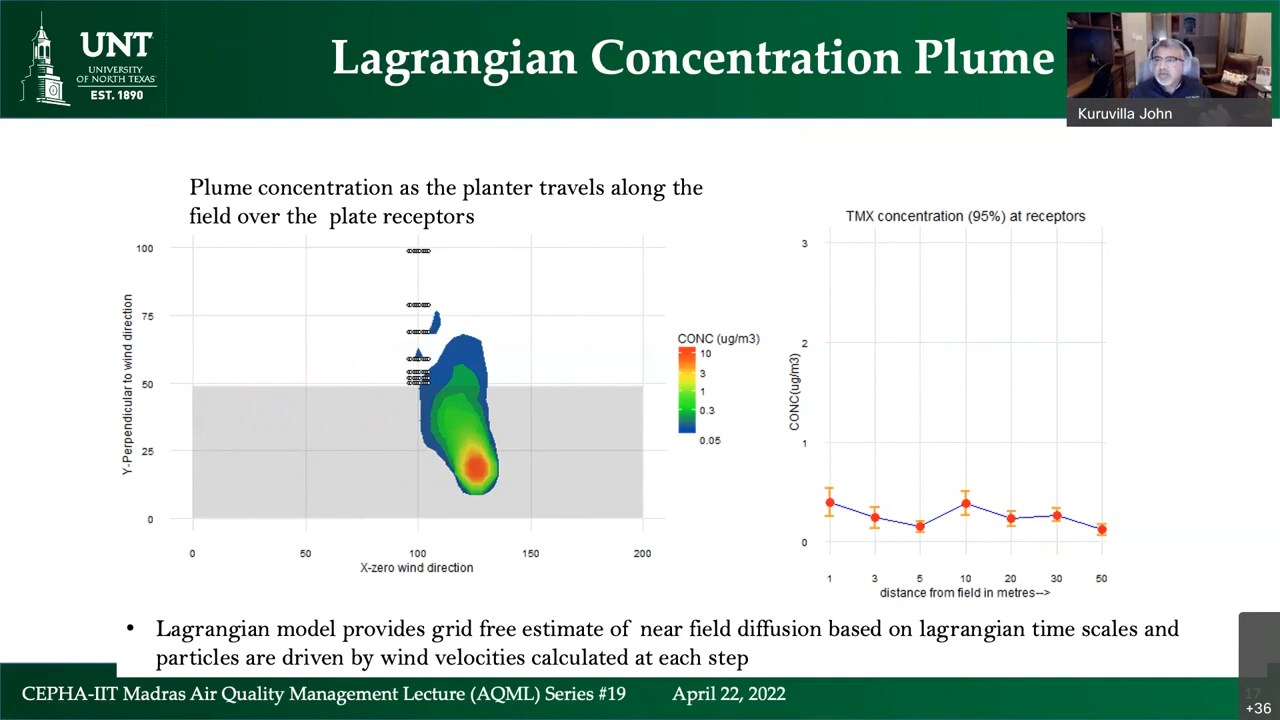 UNT
UNIVERSITY
OF NORTH TEXAS
EST. 1890
Lagrangian Concentration Plume
Kuruvilla John
Plume concentration as the planter travels along the
field over the plate receptors
100
75
50
25
0
Y-Perpendicular to wind direction
0 50 100 150 200
X-zero wind direction
CONC (ug/m3)
10
3
1
0.3
0.05
TMX concentration (95%) at receptors
3
2
1
0
CONC(ug/m3)
1 3 5 10 20 30 50
distance from field in metres-->
• Lagrangian model provides grid free estimate of near field diffusion based on lagrangian time scales and
particles are driven by wind velocities calculated at each step
CEPHA-IIT Madras Air Quality Management Lecture (AQML) Series #19 April 22, 2022
17
+36